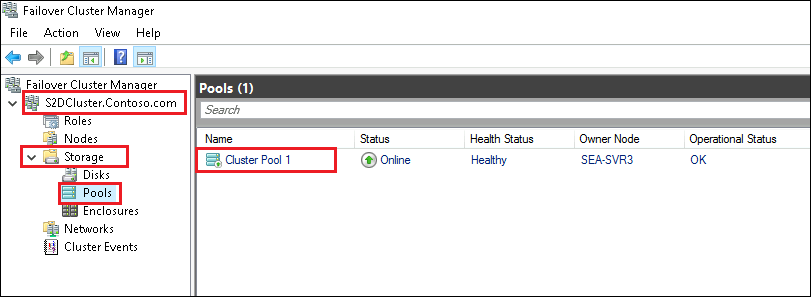 Failover Cluster Manager
File Action View Help
Failover Cluster Manager
S2DCluster.Contoso.com
Roles
Nodes
Storage
Disks
Pools
Enclosures
Networks
Cluster Events
Pools (1)
Search
Name Status Health Status Owner Node Operational Status
Cluster Pool 1 Online Healthy SEA-SVR3 OK